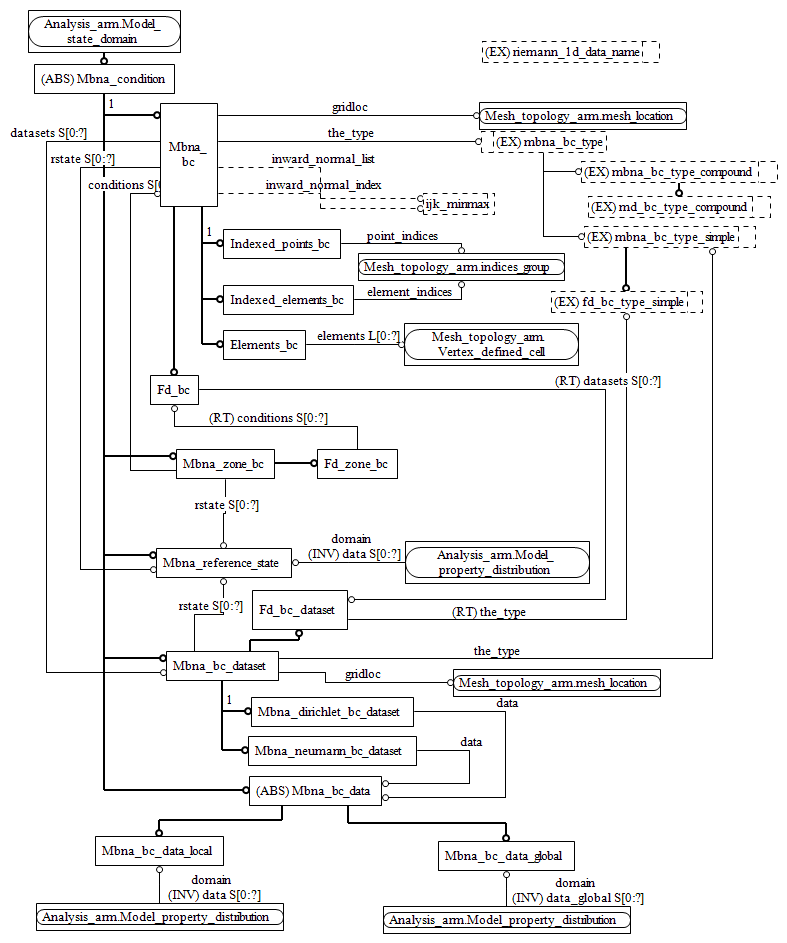 Analysis_arm.Model_
state_domain
(EX) riemann_1d_data_name
(ABS) Mbna_condition
1
gridloc
Mesh_topology_arm.mesh_location
datasets S[0:?]
Mbna_
bc
the_type
(EX) mbna_bc_type
rstate S[0:?]
inward_normal_list
(EX) mbna_bc_type_compound
conditions S[
inward_normal_index
ijk_minmax
(EX) md_bc_type_compound
1
Indexed_points_bc
point_indices
(EX) mbna_bc_type_simple
Mesh_topology_arm.indices_group
Indexed_elements_bc
element_indices
(EX) fd_bc_type_simple
Elements_bc
elements L[0:?]
Mesh_topology_arm.
Vertex_defined_cell
Fd_bc
(RT) datasets S[0:?]
(RT) conditions S[0:?]
Mbna_zone_bc
Fd_zone_bc
rstate S[0:?]
domain
(INV) data S[0:?]
Mbna_reference_state
Analysis_arm.Model_
property_distribution
rstate S[0:?]
Fd_bc_dataset
(RT) the_type
the_type
Mbna_bc_dataset
gridloc
Mesh_topology_arm.mesh_location
1
data
Mbna_dirichlet_bc_dataset
data
Mbna_neumann_bc_dataset
(ABS) Mbna_bc_data
Mbna_bc_data_local
Mbna_bc_data_global
domain
(INV) data S[0:?]
domain
(INV) data_global S[0:?]
Analysis_arm.Model_property_distribution
Analysis_arm.Model_property_distribution